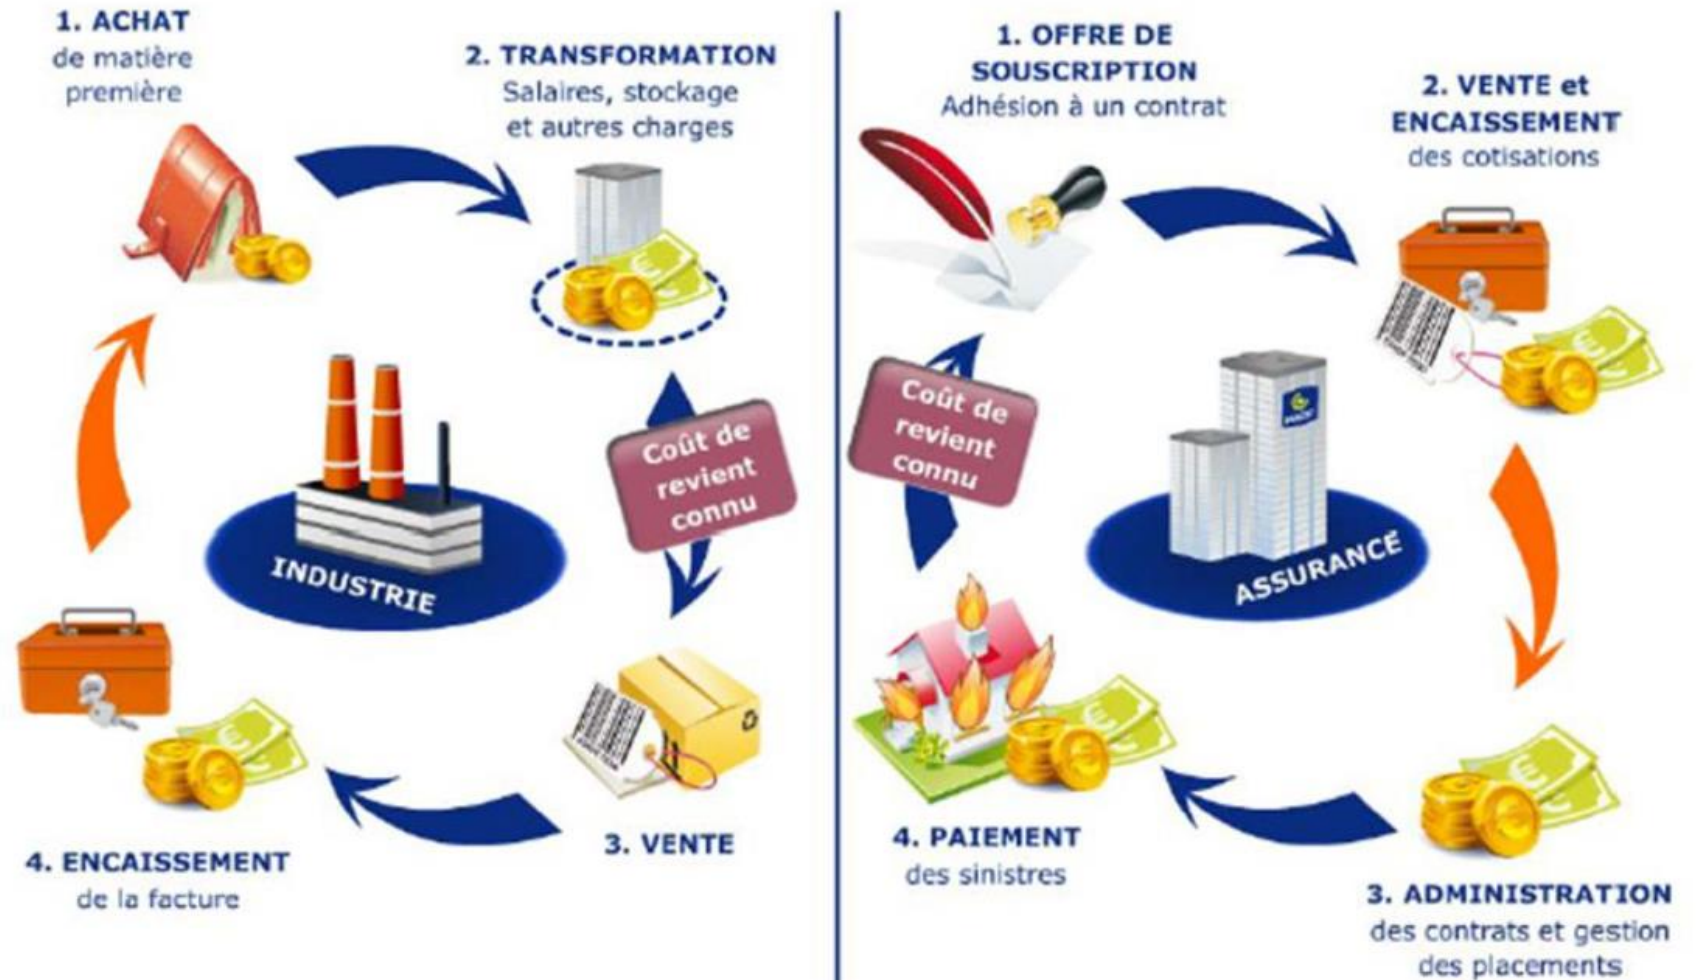 1. ACHAT
de matière
première
2. TRANSFORMATION
Salaires, stockage
et autres charges
Coût de
revient
connu
INDUSTRIE
3. VENTE
4. ENCAISSEMENT
de la facture
1. OFFRE DE
SOUSCRIPTION
Adhésion à un contrat
2. VENTE et
ENCAISSEMENT
des cotisations
Coût de
revient
connu
ASSURANCE
4. PAIEMENT
des sinistres
3. ADMINISTRATION
des contrats et gestion
des placements